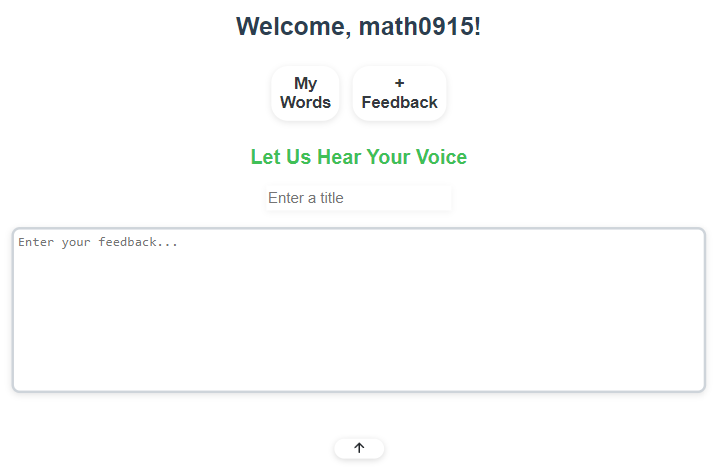 Welcome, math0915!
My
Words
+
Feedback
Let Us Hear Your Voice
Enter a title
Enter your feedback...
↑